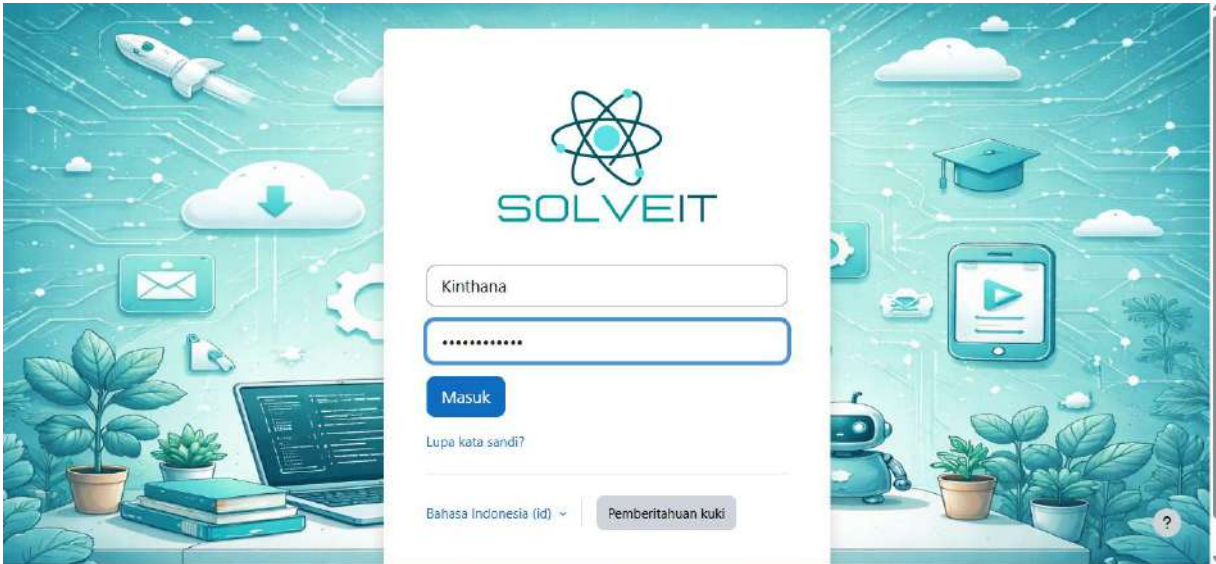 SOLVEIT
Kinthana
••••••••••••
Masuk
Lupa kata sandi?
Bahasa Indonesia (id)
Pemberitahuan kuki
?